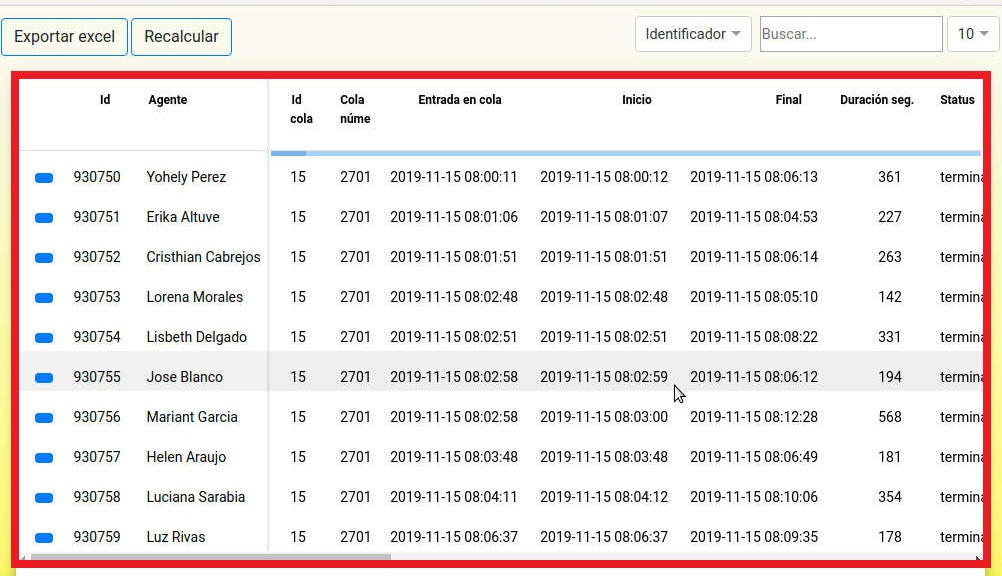 Exportar excel Recalcular Identificador Buscar... 10
Id Agente Id cola Cola núme Entrada en cola Inicio Final Duración seg. Status
930750 Yohely Perez 15 2701 2019-11-15 08:00:11 2019-11-15 08:00:12 2019-11-15 08:06:13 361 termina
930751 Erika Altuve 15 2701 2019-11-15 08:01:06 2019-11-15 08:01:07 2019-11-15 08:04:53 227 termina
930752 Cristhian Cabrejos 15 2701 2019-11-15 08:01:51 2019-11-15 08:01:51 2019-11-15 08:06:14 263 termina
930753 Lorena Morales 15 2701 2019-11-15 08:02:48 2019-11-15 08:02:48 2019-11-15 08:05:10 142 termina
930754 Lisbeth Delgado 15 2701 2019-11-15 08:02:51 2019-11-15 08:02:51 2019-11-15 08:08:22 331 termina
930755 Jose Blanco 15 2701 2019-11-15 08:02:58 2019-11-15 08:02:59 2019-11-15 08:06:12 194 termina
930756 Mariant Garcia 15 2701 2019-11-15 08:02:58 2019-11-15 08:03:00 2019-11-15 08:12:28 568 termina
930757 Helen Araujo 15 2701 2019-11-15 08:03:48 2019-11-15 08:03:48 2019-11-15 08:06:49 181 termina
930758 Luciana Sarabia 15 2701 2019-11-15 08:04:11 2019-11-15 08:04:12 2019-11-15 08:10:06 354 termina
930759 Luz Rivas 15 2701 2019-11-15 08:06:37 2019-11-15 08:06:37 2019-11-15 08:09:35 178 termina